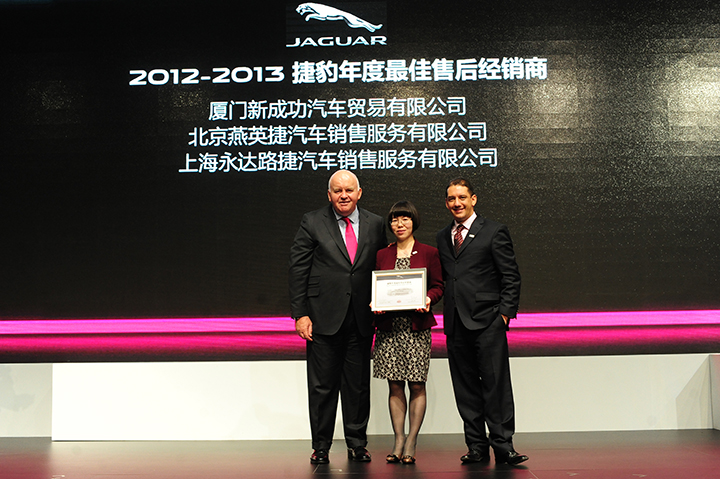 JAGUAR
2012-2013 捷豹年度最佳售后经销商
厦门新成功汽车贸易有限公司
北京燕英捷汽车销售服务有限公司
上海永达路捷汽车销售服务有限公司